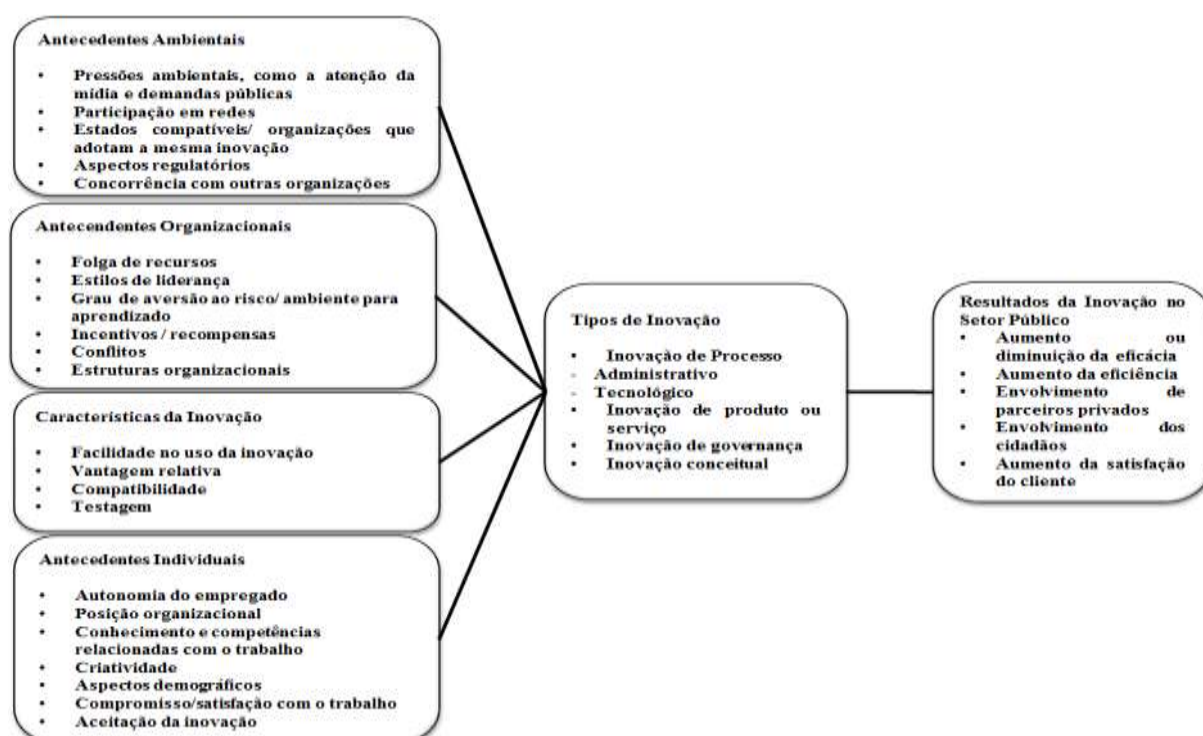 Antecedentes Ambientais
• Pressões ambientais, como a atenção da
mídia e demandas públicas
• Participação em redes
• Estados compatíveis/ organizações que
adotam a mesma inovação
• Aspectos regulatórios
• Concorrência com outras organizações
Antecendentes Organizacionais
• Folga de recursos
• Estilos de liderança
• Grau de aversão ao risco/ ambiente para
aprendizado
• Incentivos / recompensas
• Conflitos
• Estruturas organizacionais
Características da Inovação
• Facilidade no uso da inovação
• Vantagem relativa
• Compatibilidade
• Testagem
Antecedentes Individuais
• Autonomia do empregado
• Posição organizacional
• Conhecimento e competências
relacionadas com o trabalho
• Criatividade
• Aspectos demográficos
• Compromisso/satisfação com o trabalho
• Aceitação da inovação
Tipos de Inovação
• Inovação de Processo
- Administrativo
- Tecnológico
• Inovação de produto ou
serviço
• Inovação de governança
• Inovação conceitual
Resultados da Inovação no
Setor Público
• Aumento ou
diminuição da eficácia
• Aumento da eficiência
• Envolvimento de
parceiros privados
• Envolvimento dos
cidadãos
• Aumento da satisfação
do cliente